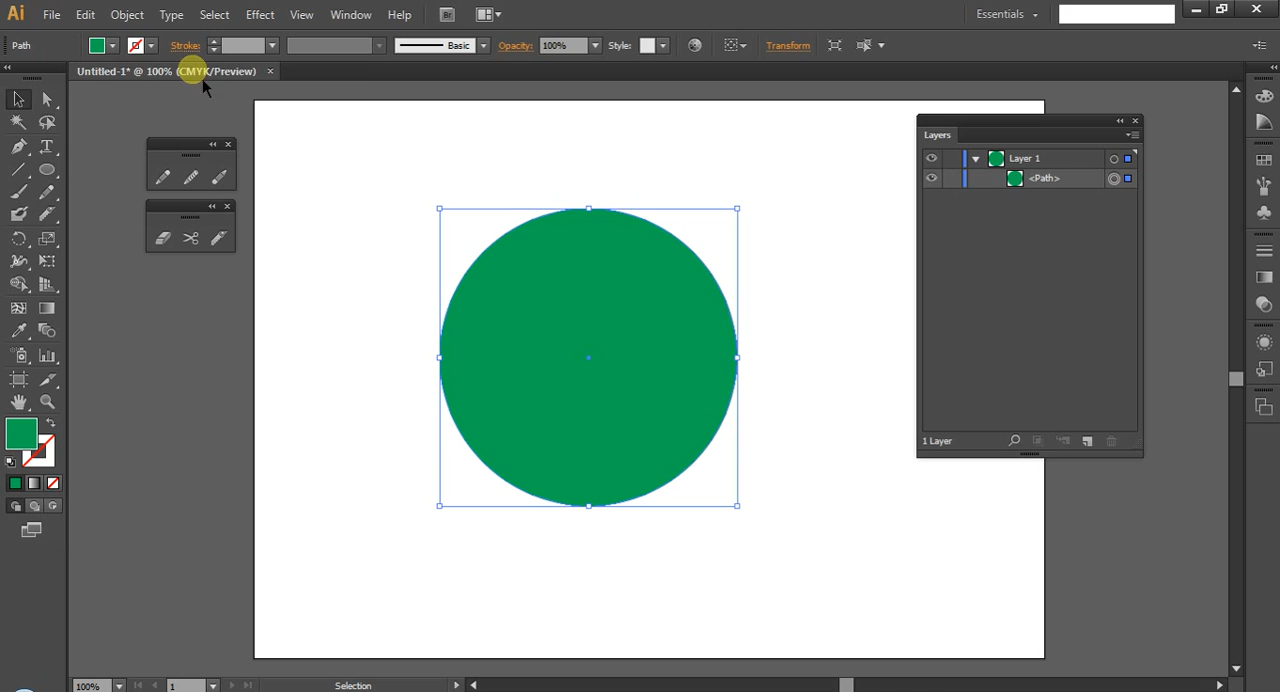 Ai File Edit Object Type Select Effect View Window Help Br Essentials
Path Stroke: Basic Opacity: 100% Style: Transform
Untitled-1* @ 100% (CMYK/Preview)
Layers
Layer 1
<Path>
1 Layer
100% 1 Selection